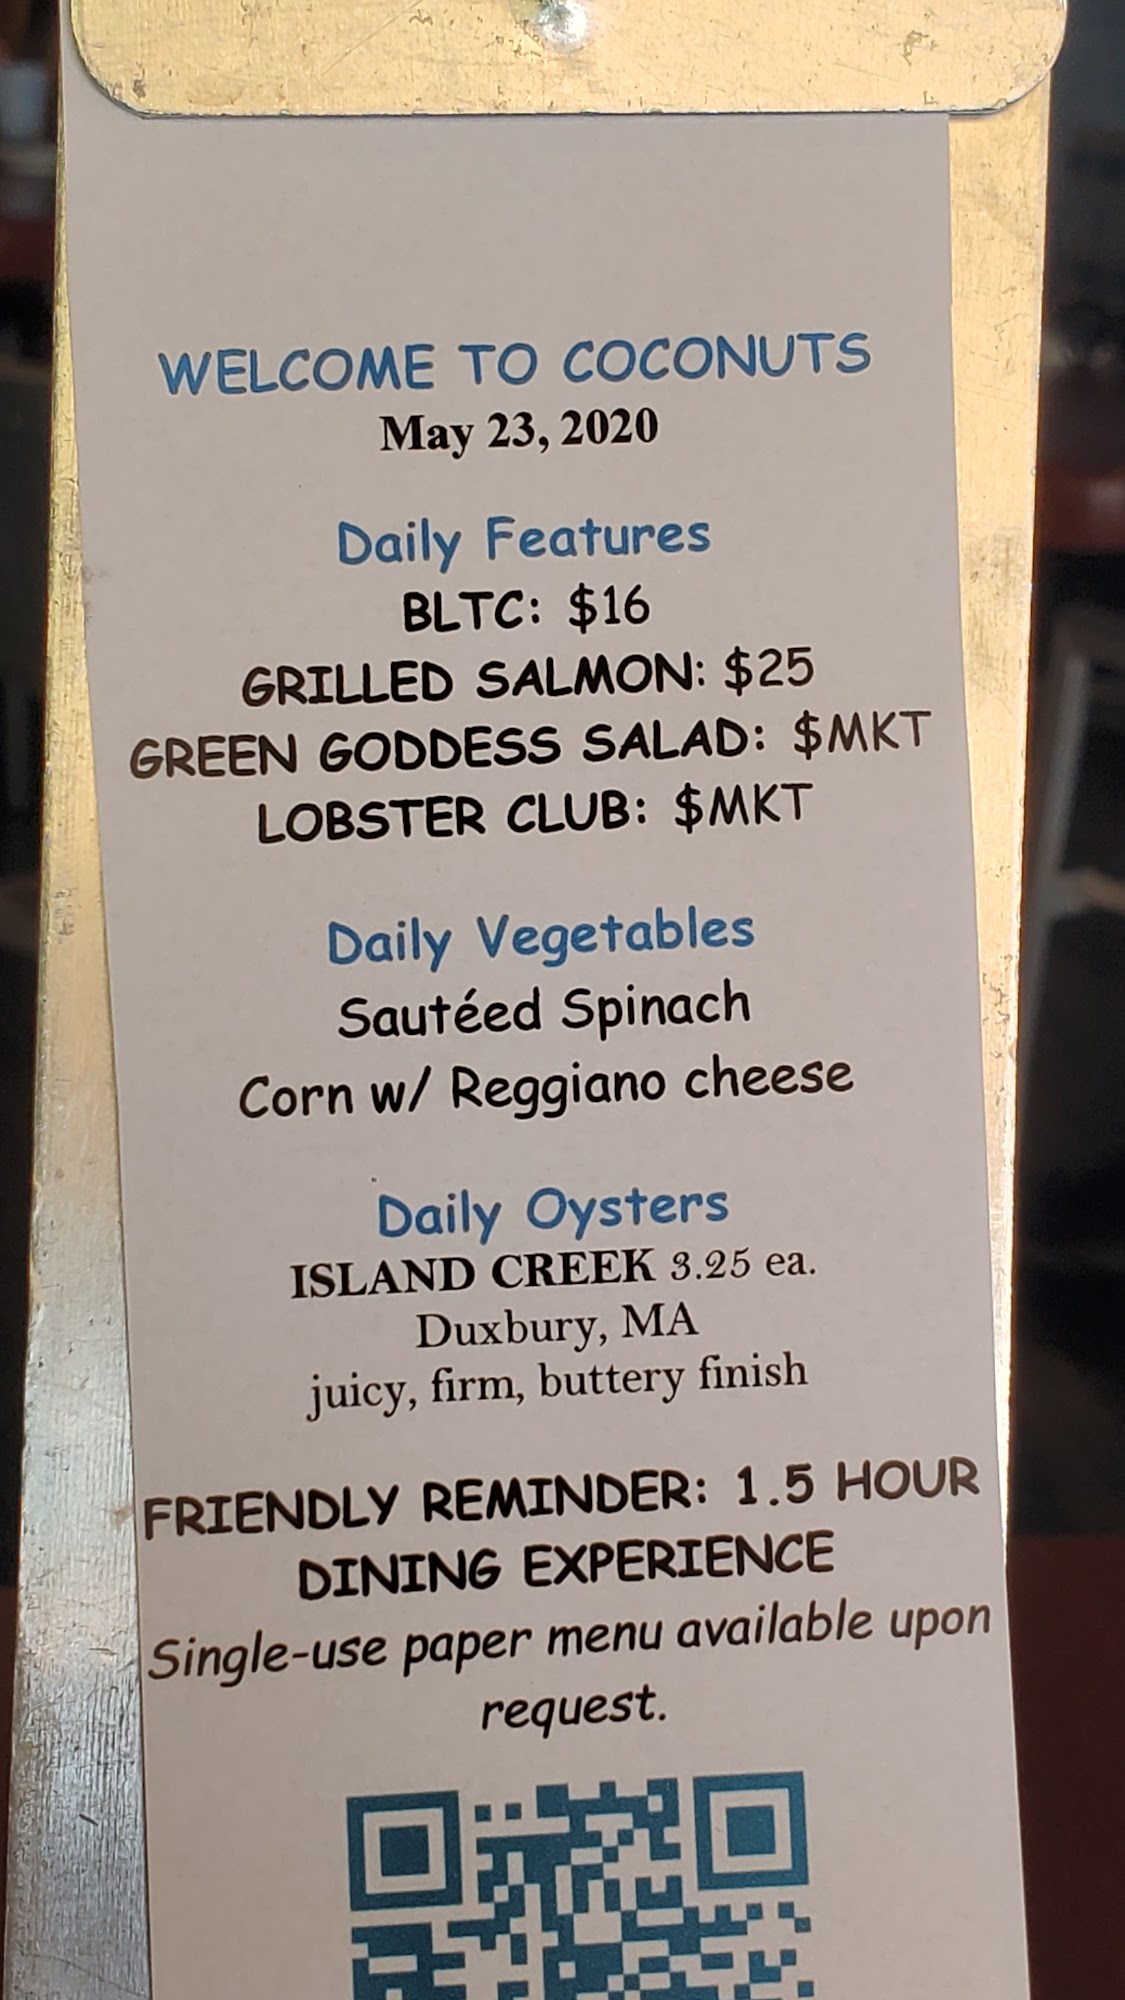 WELCOME TO COCONUTS
May 23, 2020
Daily Features
BLTC: $16
GRILLED SALMON: $25
GREEN GODDESS SALAD: $MKT
LOBSTER CLUB: $MKT
Daily Vegetables
Sautéed Spinach
Corn w/ Reggiano cheese
Daily Oysters
ISLAND CREEK 3.25 ea.
Duxbury, MA
juicy, firm, buttery finish
FRIENDLY REMINDER: 1.5 HOUR
DINING EXPERIENCE
Single-use paper menu available upon
request.